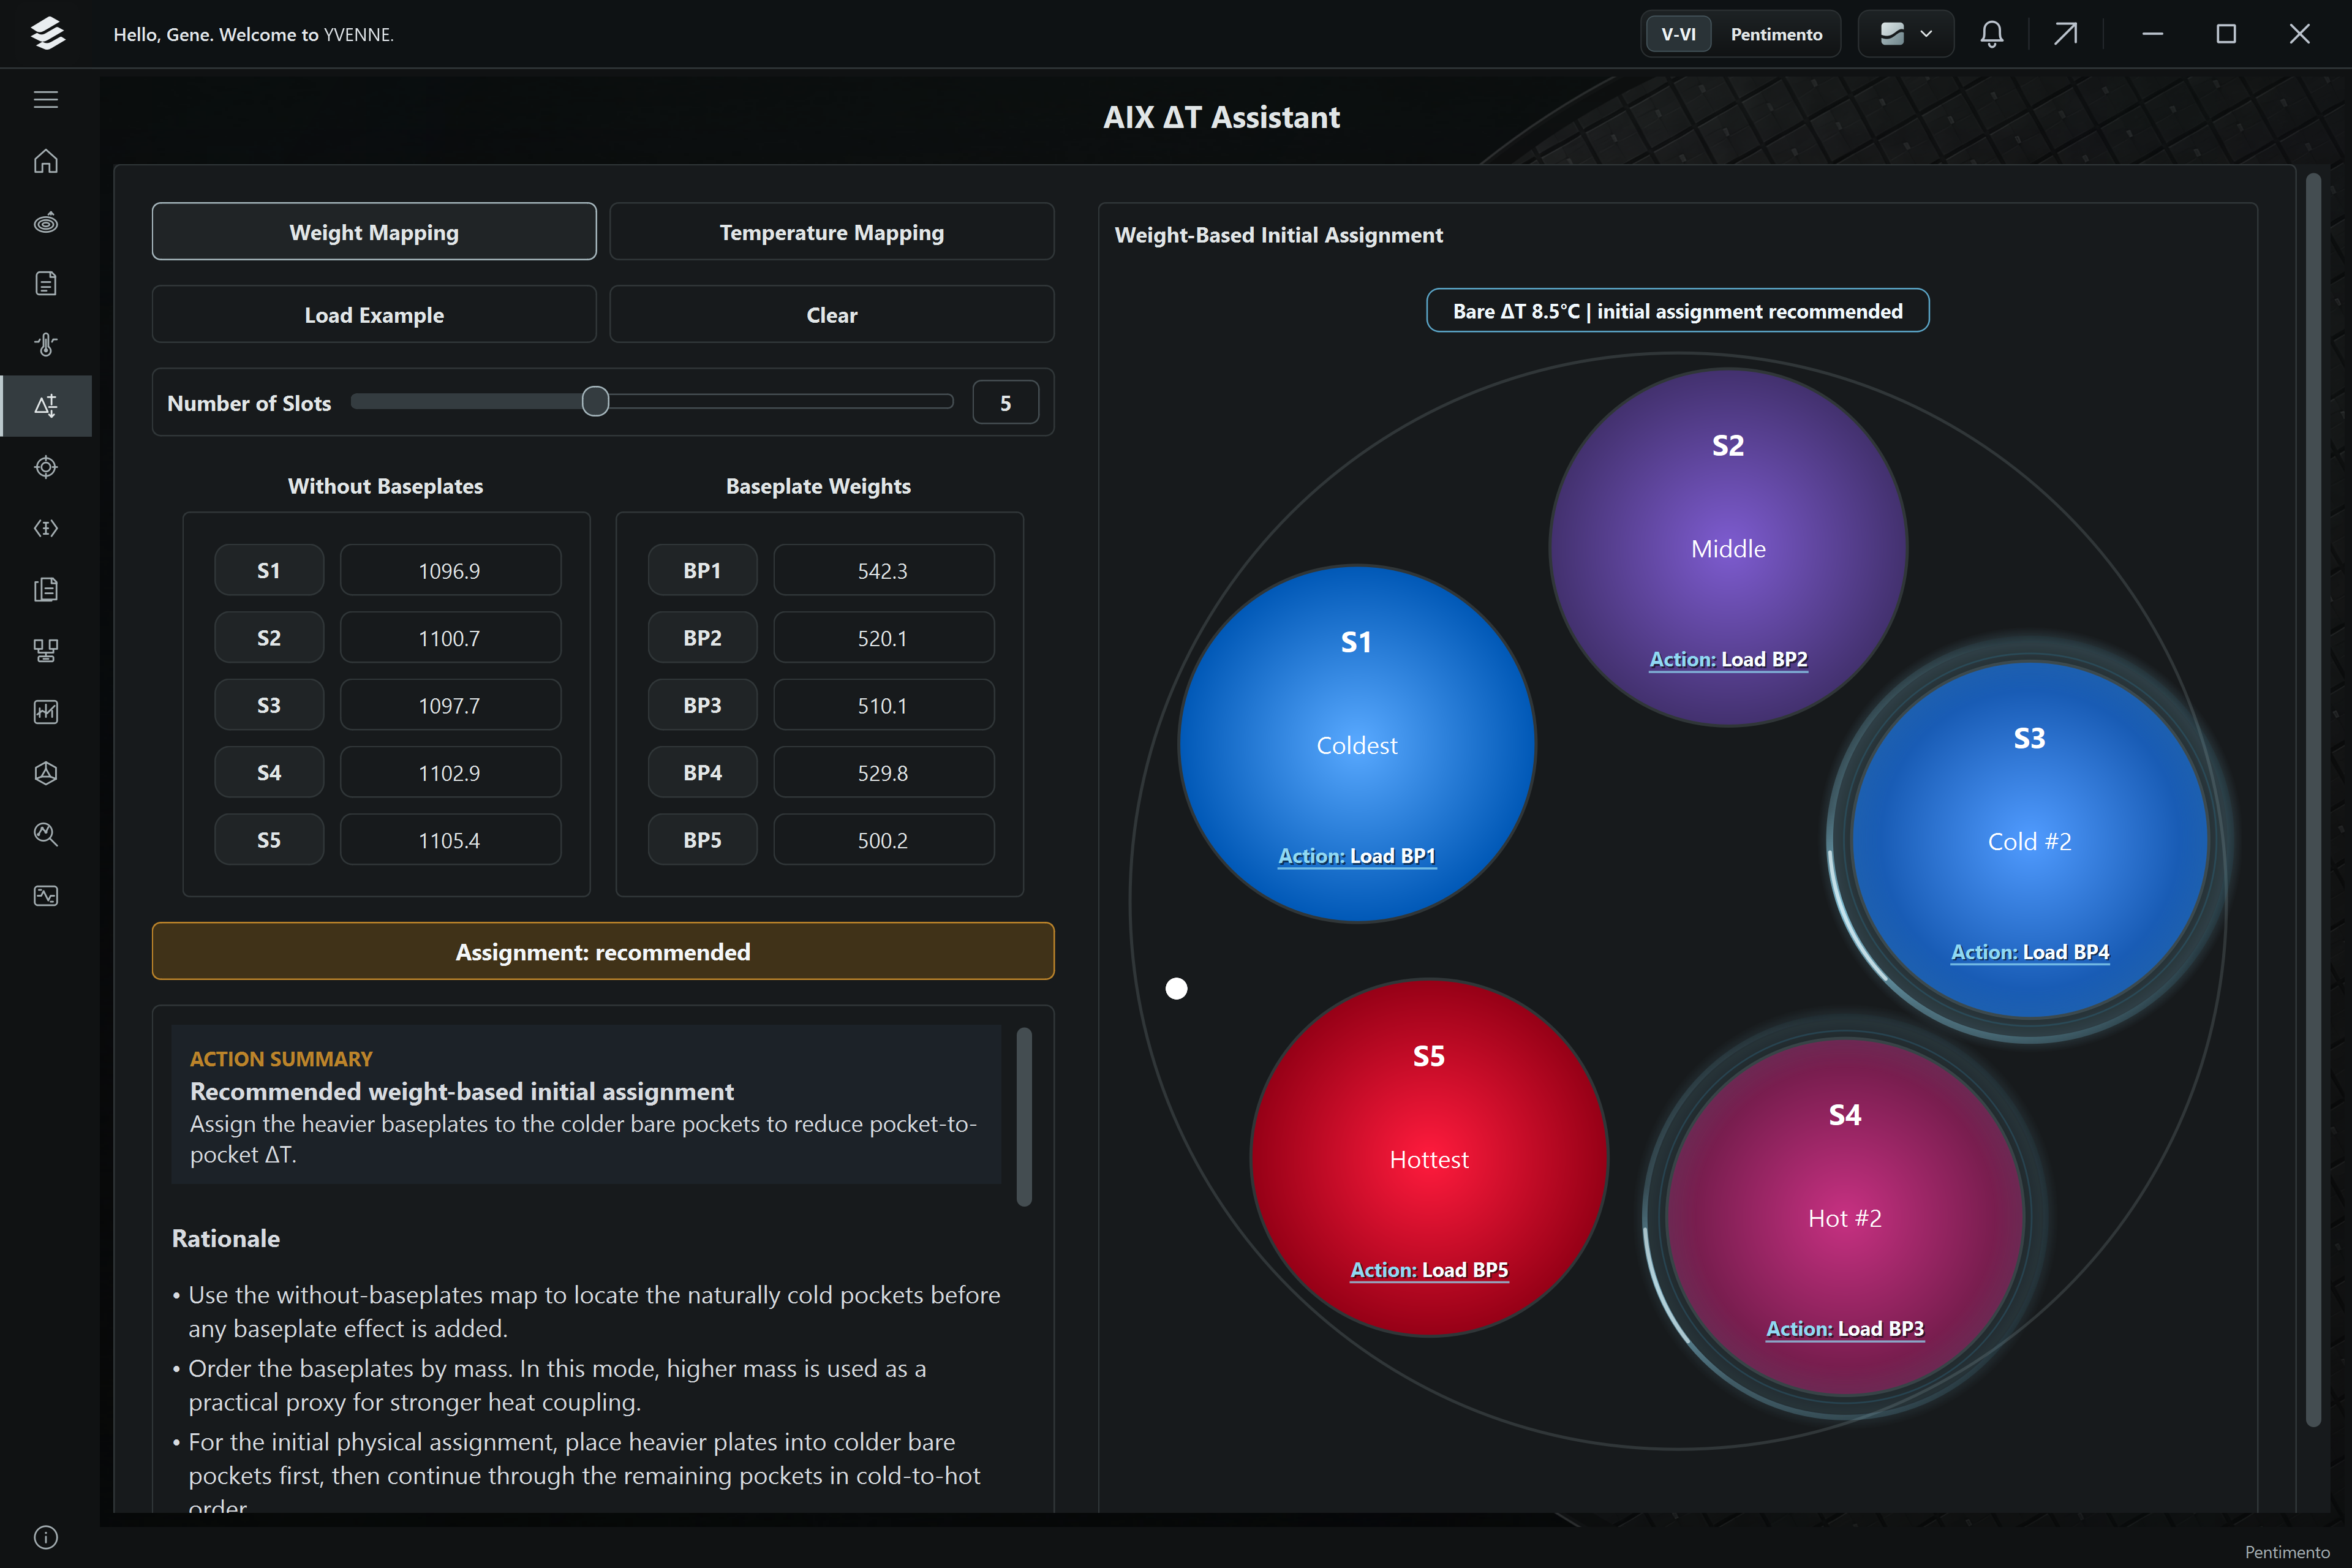 Hello, Gene. Welcome to YVENNE.
V-VI
Pentimento
AIX ΔT Assistant
Weight Mapping
Temperature Mapping
Load Example
Clear
Number of Slots
5
Without Baseplates
S1 1096.9
S2 1100.7
S3 1097.7
S4 1102.9
S5 1105.4
Baseplate Weights
BP1 542.3
BP2 520.1
BP3 510.1
BP4 529.8
BP5 500.2
Assignment: recommended
ACTION SUMMARY
Recommended weight-based initial assignment
Assign the heavier baseplates to the colder bare pockets to reduce pocket-to-
pocket ΔT.
Rationale
• Use the without-baseplates map to locate the naturally cold pockets before
any baseplate effect is added.
• Order the baseplates by mass. In this mode, higher mass is used as a
practical proxy for stronger heat coupling.
• For the initial physical assignment, place heavier plates into colder bare
pockets first, then continue through the remaining pockets in cold-to-hot
order.
Weight-Based Initial Assignment
Bare ΔT 8.5°C | initial assignment recommended
S2
Middle
Action: Load BP2
S1
Coldest
Action: Load BP1
S3
Cold #2
Action: Load BP4
S5
Hottest
Action: Load BP5
S4
Hot #2
Action: Load BP3
Pentimento